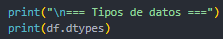 print("\n=== Tipos de datos ===")
print(df.dtypes)